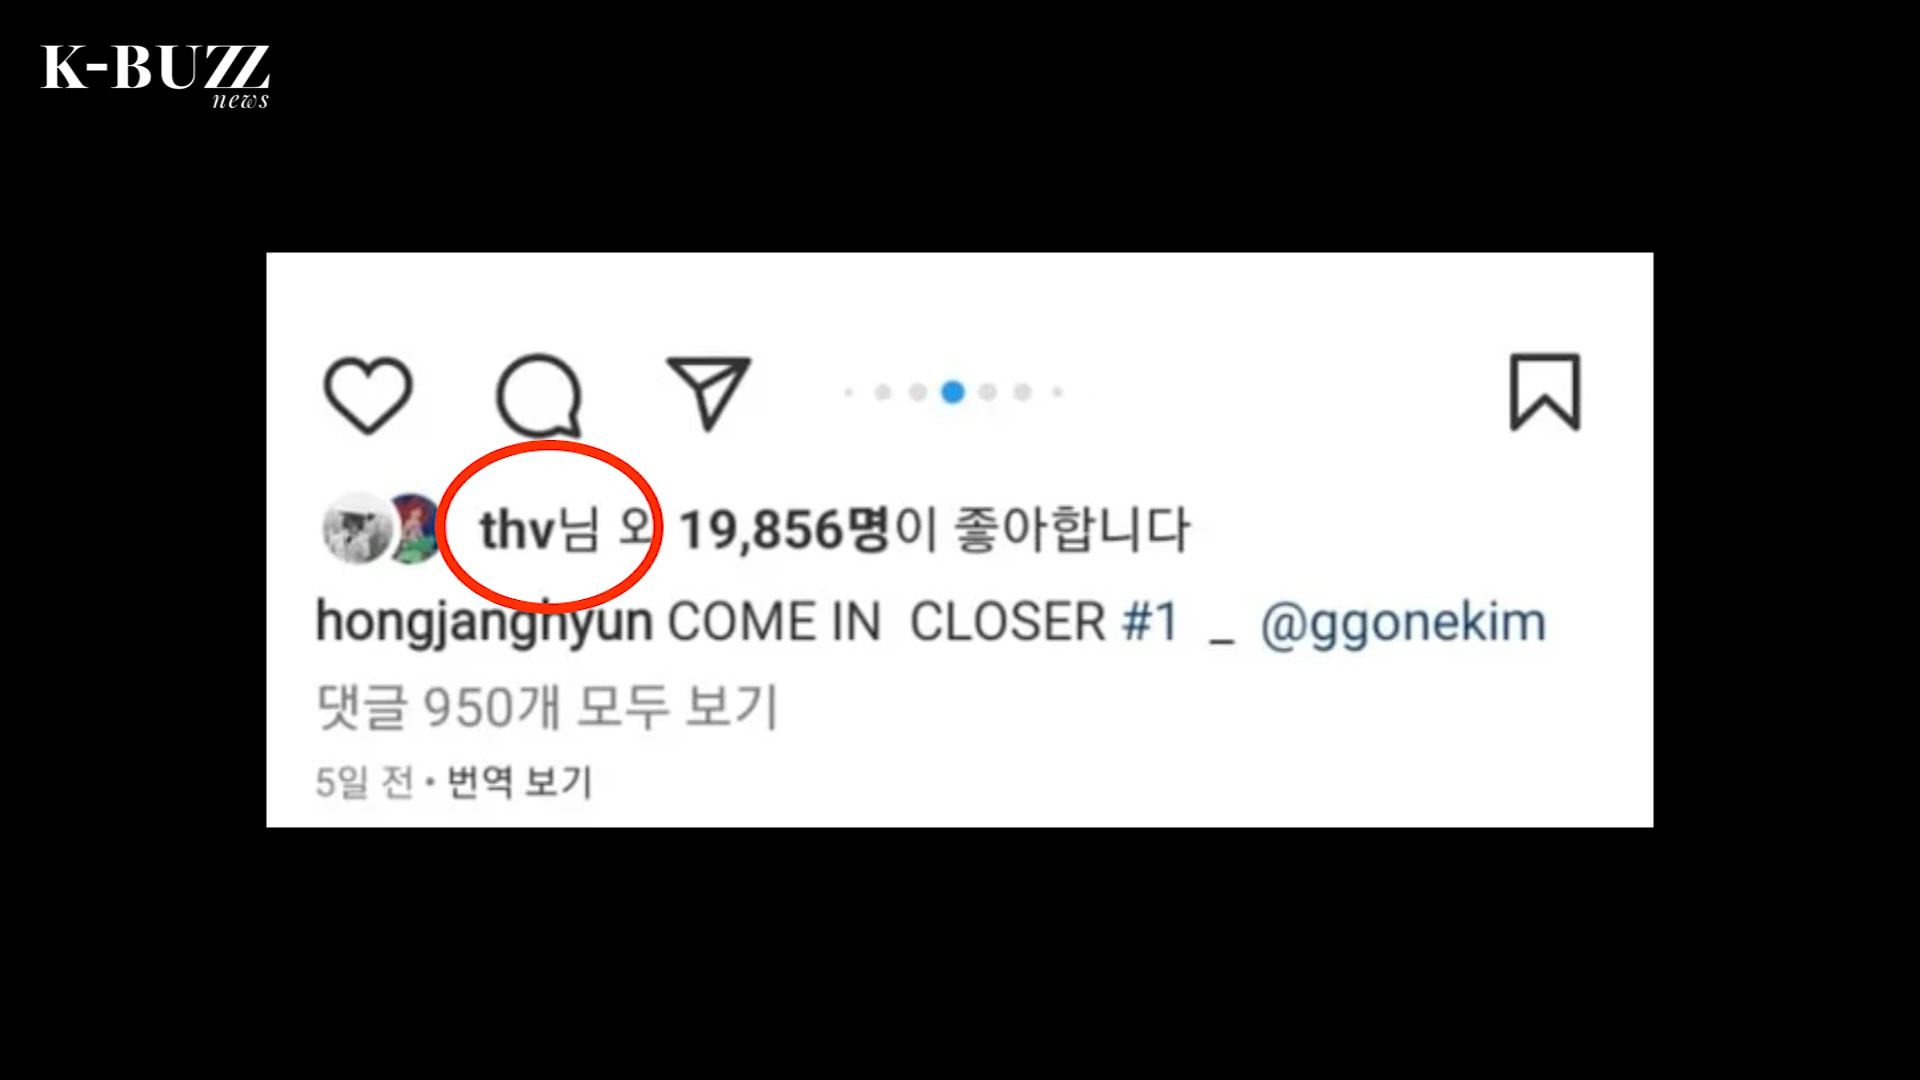 K-BUZZ
news
thv님 외 19,856명이 좋아합니다
hongjanghyun COME IN CLOSER #1 _ @ggonekim
댓글 950개 모두 보기
5일 전 • 번역 보기